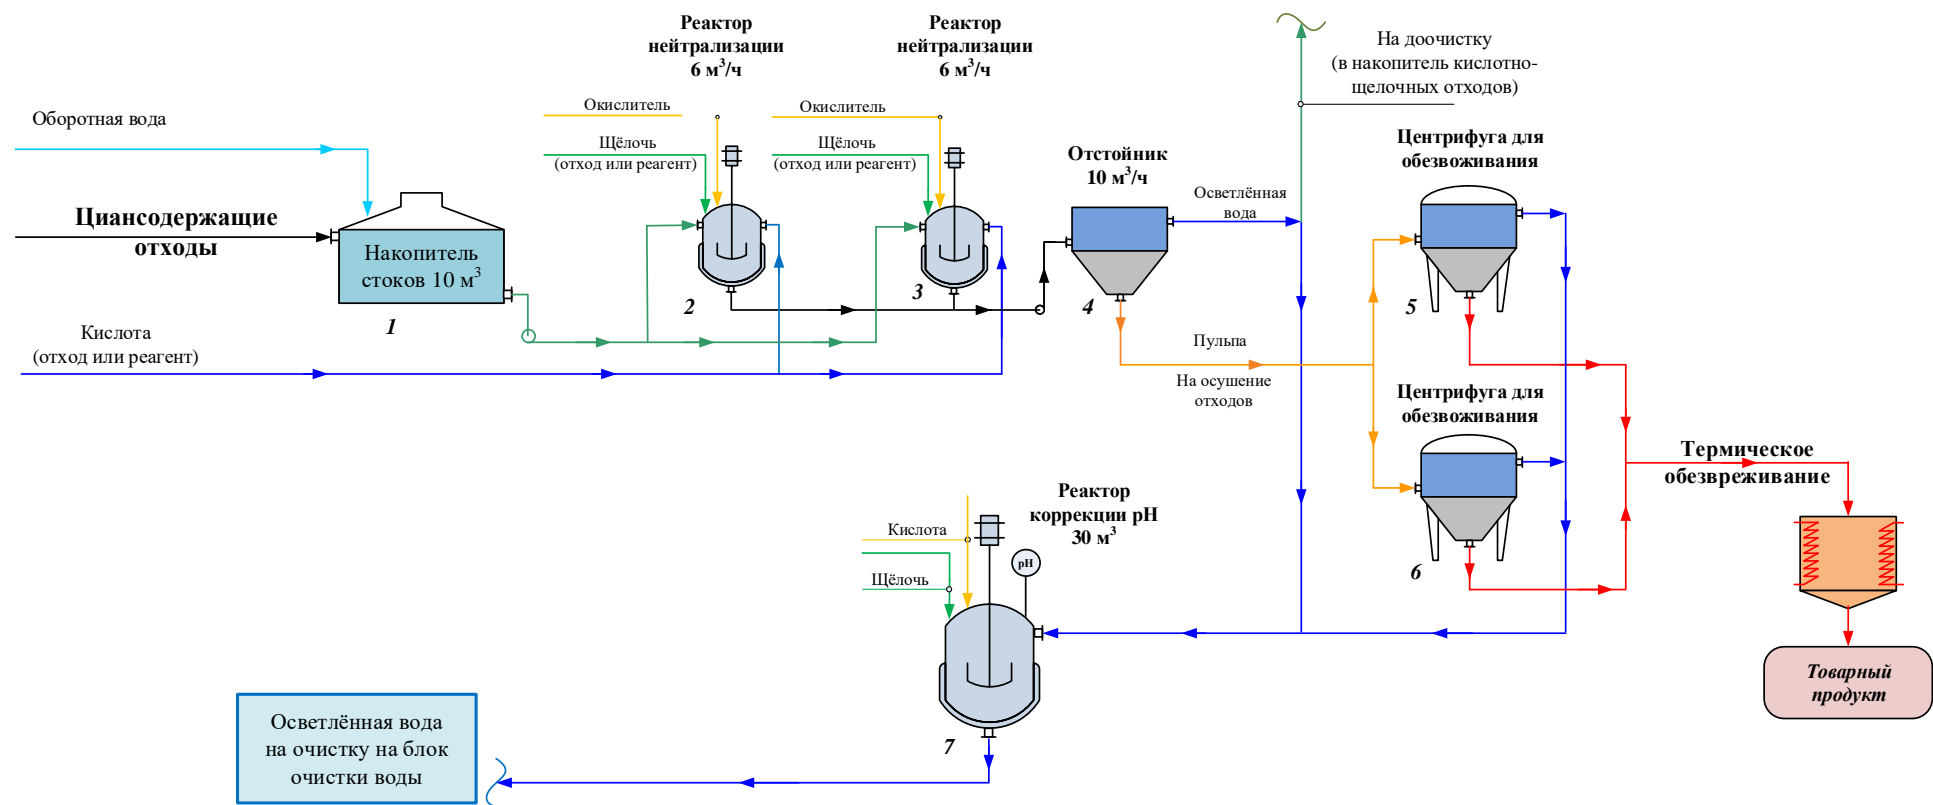 Реактор
нейтрализации
6 м³/ч
Реактор
нейтрализации
6 м³/ч
На доочистку
(в накопитель кислотно-
щелочных отходов)
Оборотная вода
Окислитель
Щёлочь
(отход или реагент)
Окислитель
Щёлочь
(отход или реагент)
Отстойник
10 м³/ч
Центрифуга для
обезвоживания
Осветлённая
вода
Циансодержащие
отходы
Накопитель
стоков 10 м³
1
2
3
4
5
Кислота
(отход или реагент)
Пульпа
На осушение
отходов
Центрифуга для
обезвоживания
6
Термическое
обезвреживание
Реактор
коррекции pH
30 м³
Кислота
Щёлочь
pH
7
Товарный
продукт
Осветлённая вода
на очистку на блок
очистки воды